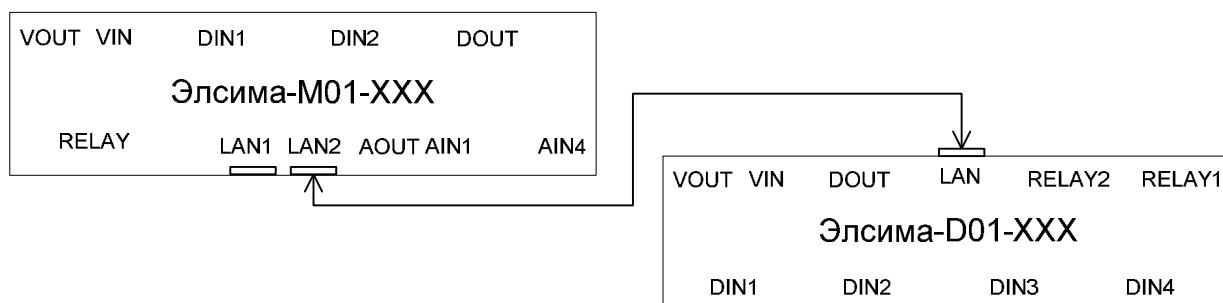 VOUT VIN DIN1 DIN2 DOUT
Элсима-M01-XXX
RELAY LAN1 LAN2 AOUT AIN1 AIN4
VOUT VIN DOUT LAN RELAY2 RELAY1
Элсима-D01-XXX
DIN1 DIN2 DIN3 DIN4